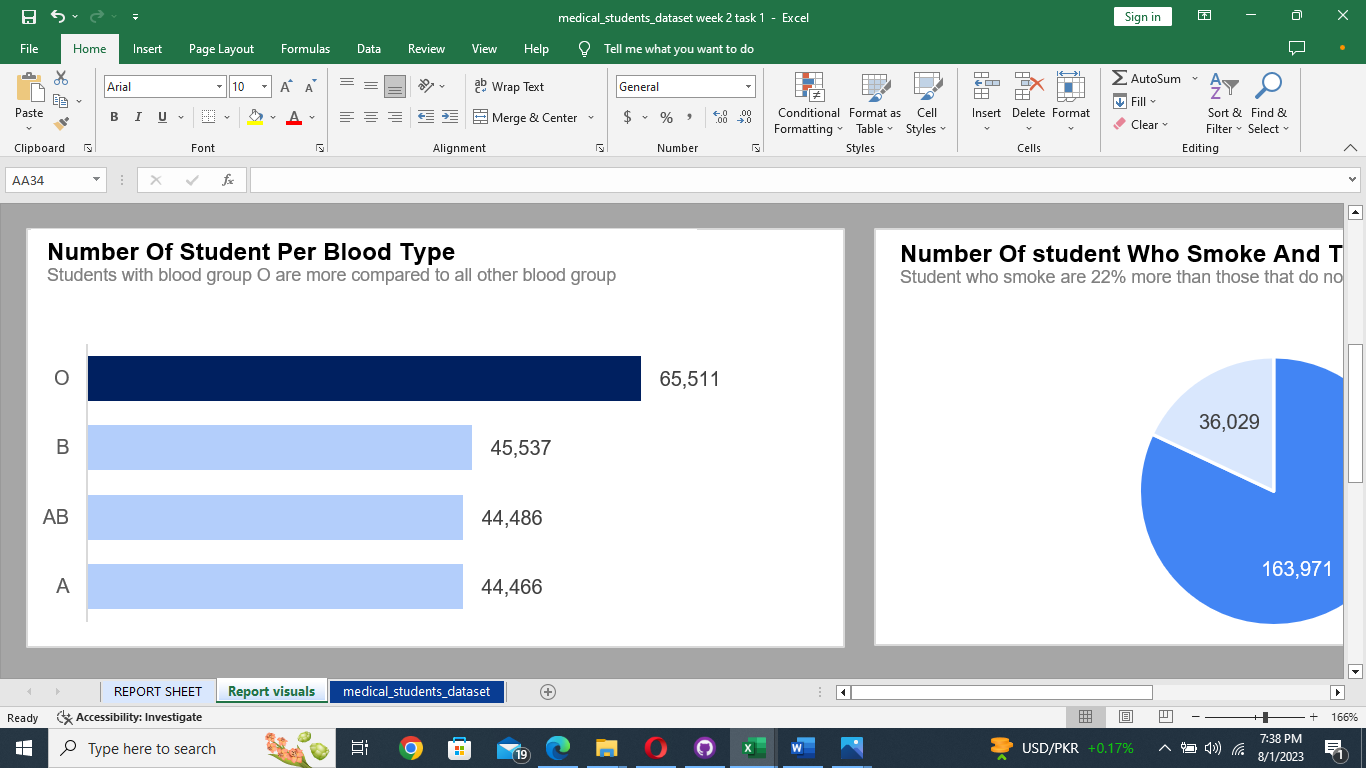 medical_students_dataset week 2 task 1 - Excel
Sign in
File Home Insert Page Layout Formulas Data Review View Help Tell me what you want to do
Paste
Clipboard
Arial 10
B I U
Font
Wrap Text
Merge & Center
Alignment
General
$ % ,
Number
Conditional Formatting
Format as Table
Cell Styles
Styles
Insert Delete Format
Cells
AutoSum
Fill
Clear
Sort & Filter
Find & Select
Editing
AA34
fx
Number Of Student Per Blood Type
Students with blood group O are more compared to all other blood group
O 65,511
B 45,537
AB 44,486
A 44,466
Number Of student Who Smoke And T
Student who smoke are 22% more than those that do no
36,029
163,971
REPORT SHEET Report visuals medical_students_dataset
Ready Accessibility: Investigate 166%
Type here to search 19 USD/PKR +0.17% 7:38 PM
8/1/2023 1